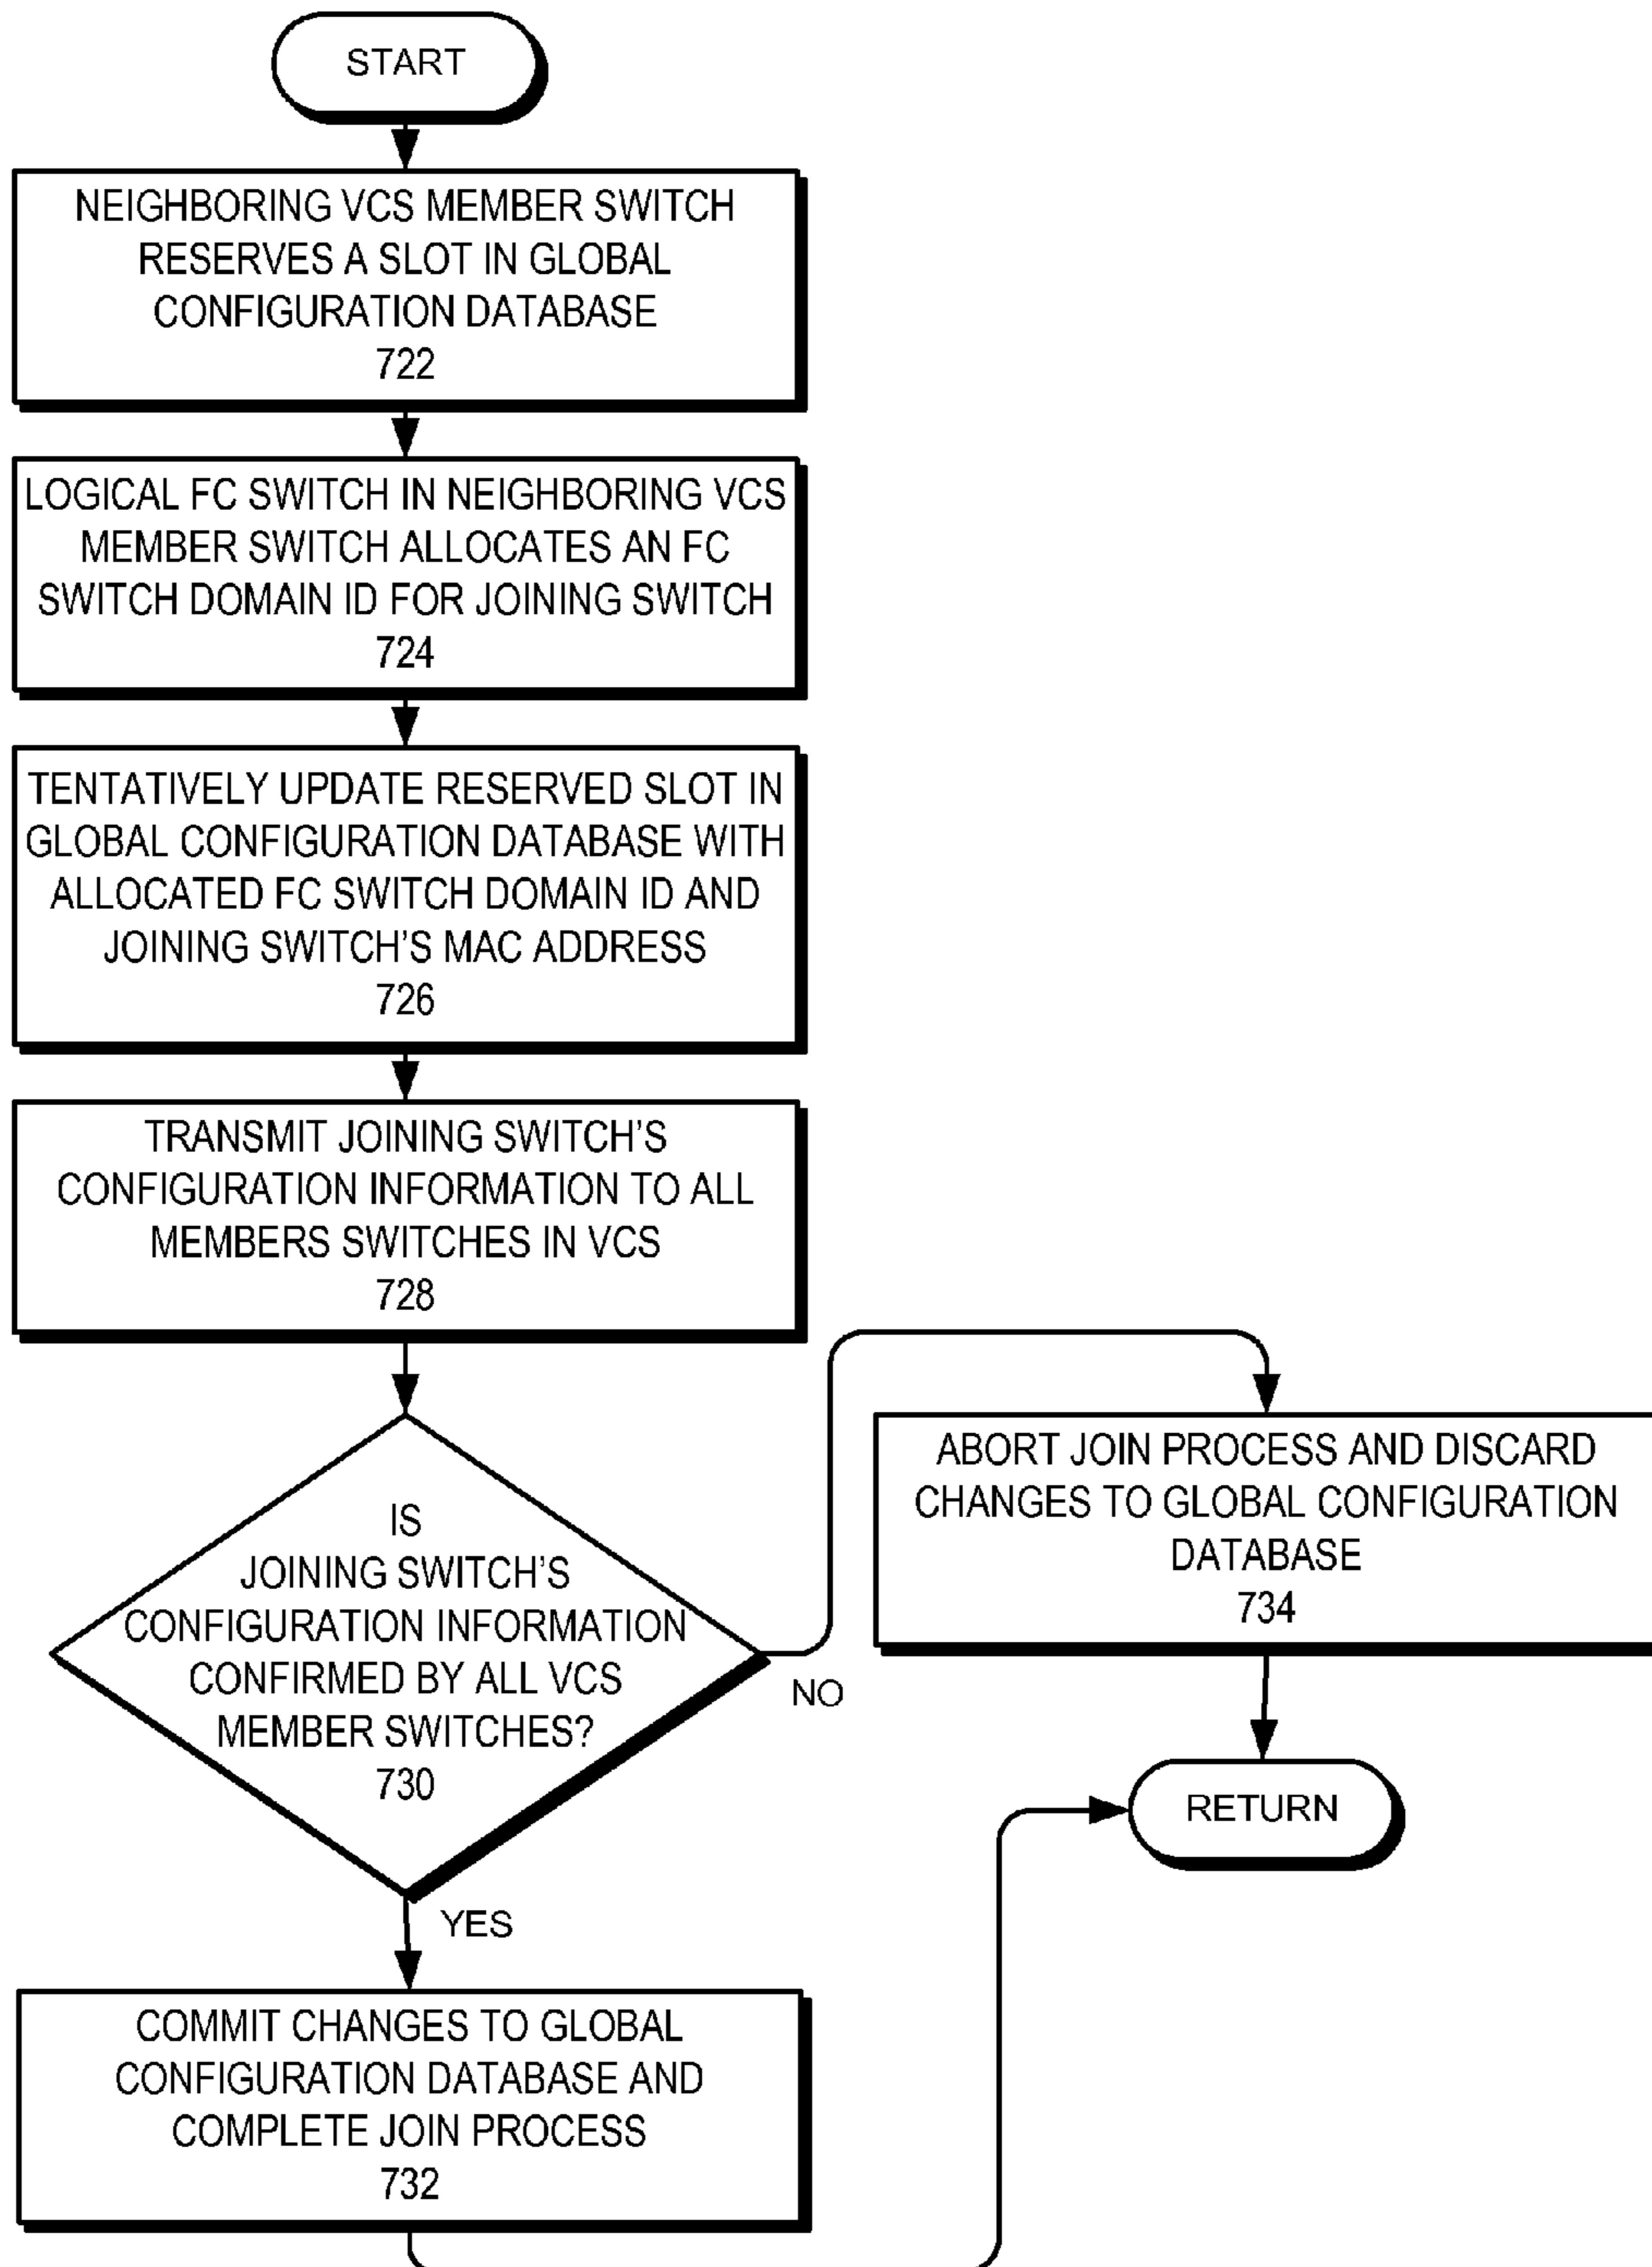 START
NEIGHBORING VCS MEMBER SWITCH
RESERVES A SLOT IN GLOBAL
CONFIGURATION DATABASE
722
LOGICAL FC SWITCH IN NEIGHBORING VCS
MEMBER SWITCH ALLOCATES AN FC
SWITCH DOMAIN ID FOR JOINING SWITCH
724
TENTATIVELY UPDATE RESERVED SLOT IN
GLOBAL CONFIGURATION DATABASE WITH
ALLOCATED FC SWITCH DOMAIN ID AND
JOINING SWITCH'S MAC ADDRESS
726
TRANSMIT JOINING SWITCH'S
CONFIGURATION INFORMATION TO ALL
MEMBERS SWITCHES IN VCS
728
IS
JOINING SWITCH'S
CONFIGURATION INFORMATION
CONFIRMED BY ALL VCS
MEMBER SWITCHES?
730
NO
ABORT JOIN PROCESS AND DISCARD
CHANGES TO GLOBAL CONFIGURATION
DATABASE
734
RETURN
YES
COMMIT CHANGES TO GLOBAL
CONFIGURATION DATABASE AND
COMPLETE JOIN PROCESS
732